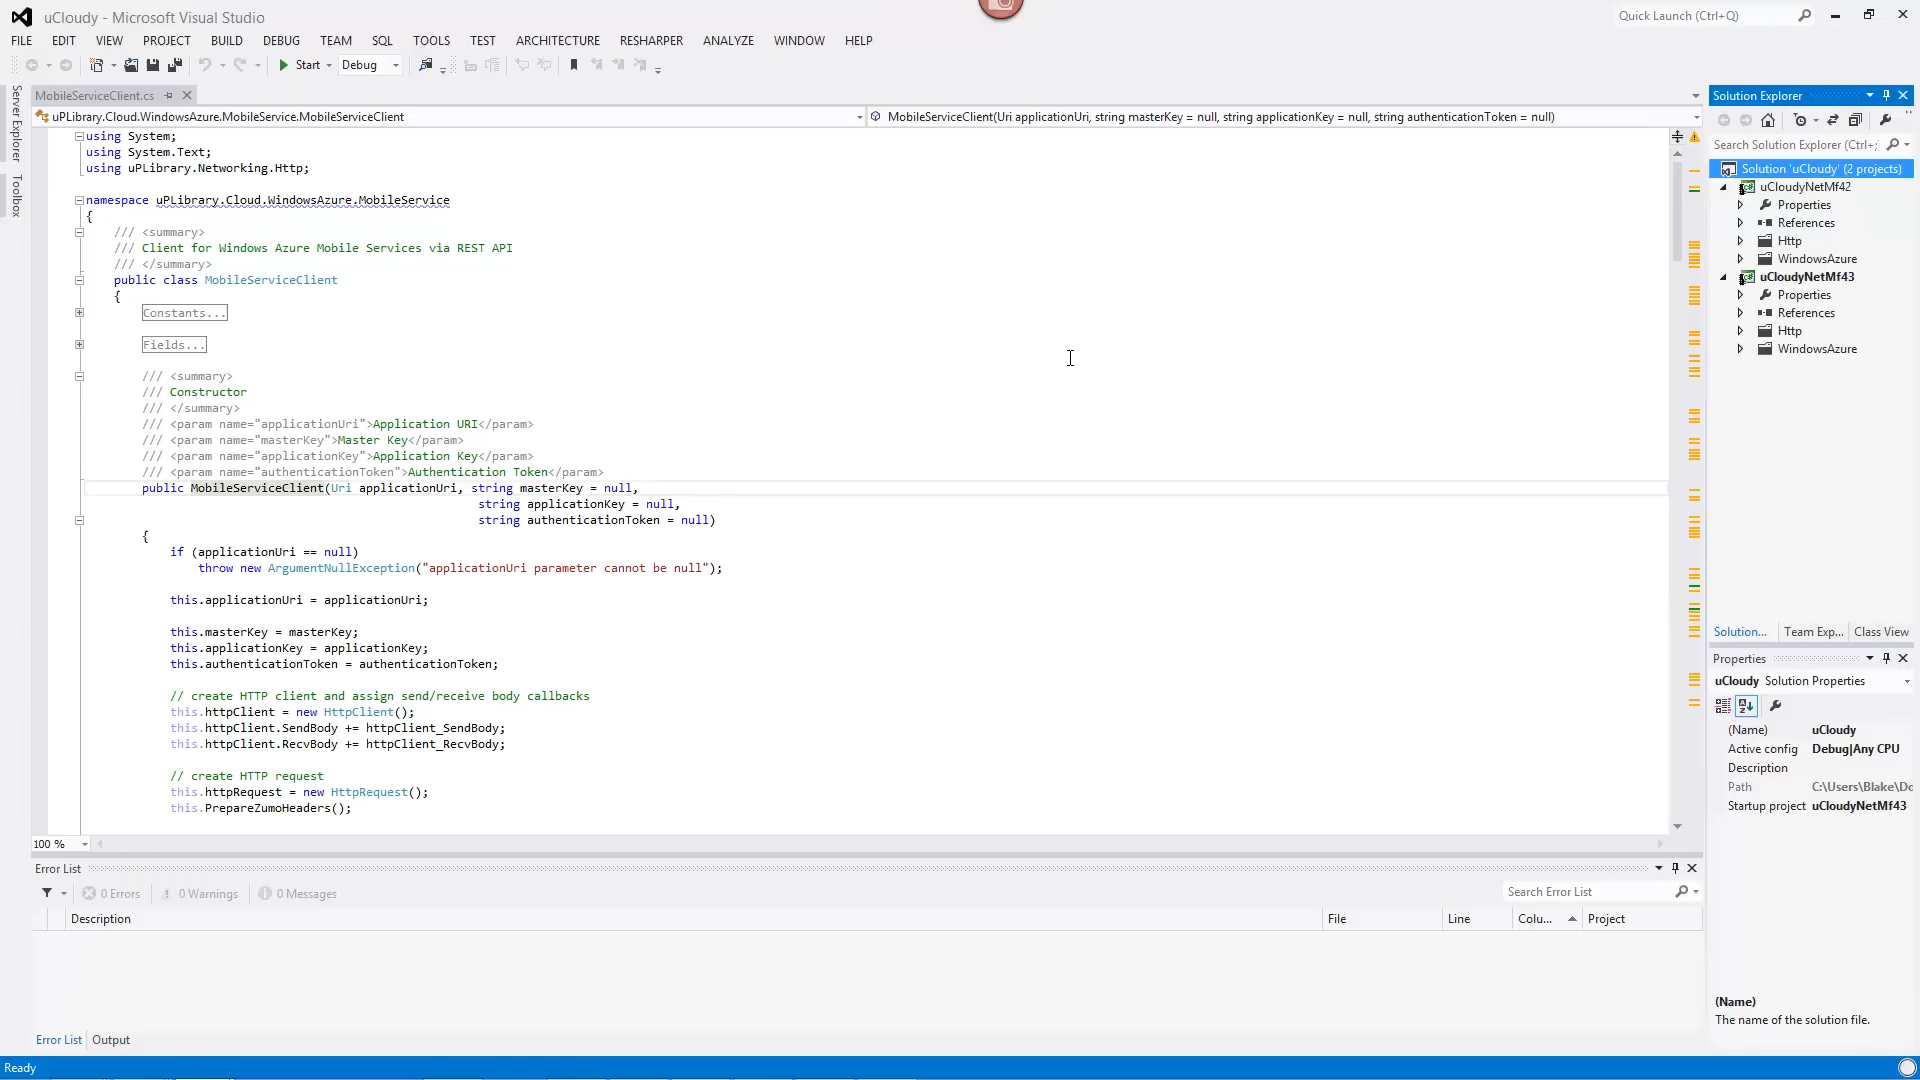 uCloudy - Microsoft Visual Studio
Quick Launch (Ctrl+Q)
FILE EDIT VIEW PROJECT BUILD DEBUG TEAM SQL TOOLS TEST ARCHITECTURE RESHARPER ANALYZE WINDOW HELP
Start Debug
Server Explorer
Toolbox
MobileServiceClient.cs
uPLibrary.Cloud.WindowsAzure.MobileService.MobileServiceClient
MobileServiceClient(Uri applicationUri, string masterKey = null, string applicationKey = null, string authenticationToken = null)
using System;
using System.Text;
using uPLibrary.Networking.Http;
namespace uPLibrary.Cloud.WindowsAzure.MobileService
{
/// <summary>
/// Client for Windows Azure Mobile Services via REST API
/// </summary>
public class MobileServiceClient
{
Constants...
Fields...
/// <summary>
/// Constructor
/// </summary>
/// <param name="applicationUri">Application URI</param>
/// <param name="masterKey">Master Key</param>
/// <param name="applicationKey">Application Key</param>
/// <param name="authenticationToken">Authentication Token</param>
public MobileServiceClient(Uri applicationUri, string masterKey = null,
string applicationKey = null,
string authenticationToken = null)
{
if (applicationUri == null)
throw new ArgumentNullException("applicationUri parameter cannot be null");
this.applicationUri = applicationUri;
this.masterKey = masterKey;
this.applicationKey = applicationKey;
this.authenticationToken = authenticationToken;
// create HTTP client and assign send/receive body callbacks
this.httpClient = new HttpClient();
this.httpClient.SendBody += httpClient_SendBody;
this.httpClient.RecvBody += httpClient_RecvBody;
// create HTTP request
this.httpRequest = new HttpRequest();
this.PrepareZumoHeaders();
100 %
Error List
0 Errors 0 Warnings 0 Messages
Search Error List
Description File Line Colu... Project
Error List Output
Ready
Solution Explorer
Search Solution Explorer (Ctrl+;
Solution 'uCloudy' (2 projects)
uCloudyNetMf42
Properties
References
Http
WindowsAzure
uCloudyNetMf43
Properties
References
Http
WindowsAzure
Solution... Team Exp... Class View
Properties
uCloudy Solution Properties
(Name) uCloudy
Active config Debug|Any CPU
Description
Path C:\Users\Blake\Do
Startup project uCloudyNetMf43
(Name)
The name of the solution file.